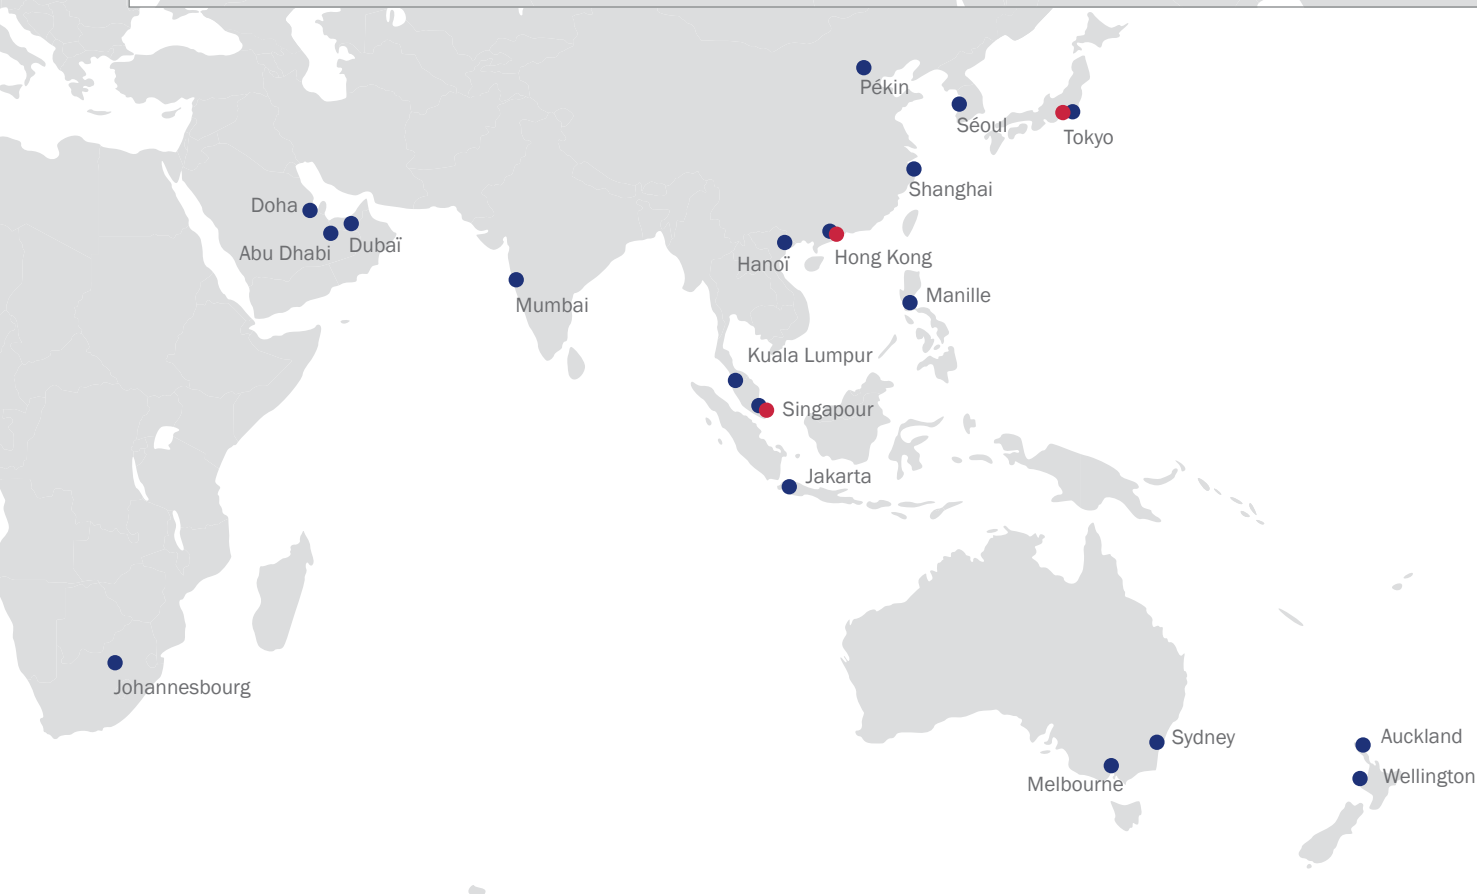 Pékin
Séoul
Tokyo
Shanghai
Doha
Abu Dhabi
Dubaï
Hanoï
Hong Kong
Mumbai
Manille
Kuala Lumpur
Singapour
Jakarta
Johannesbourg
Sydney
Auckland
Melbourne
Wellington